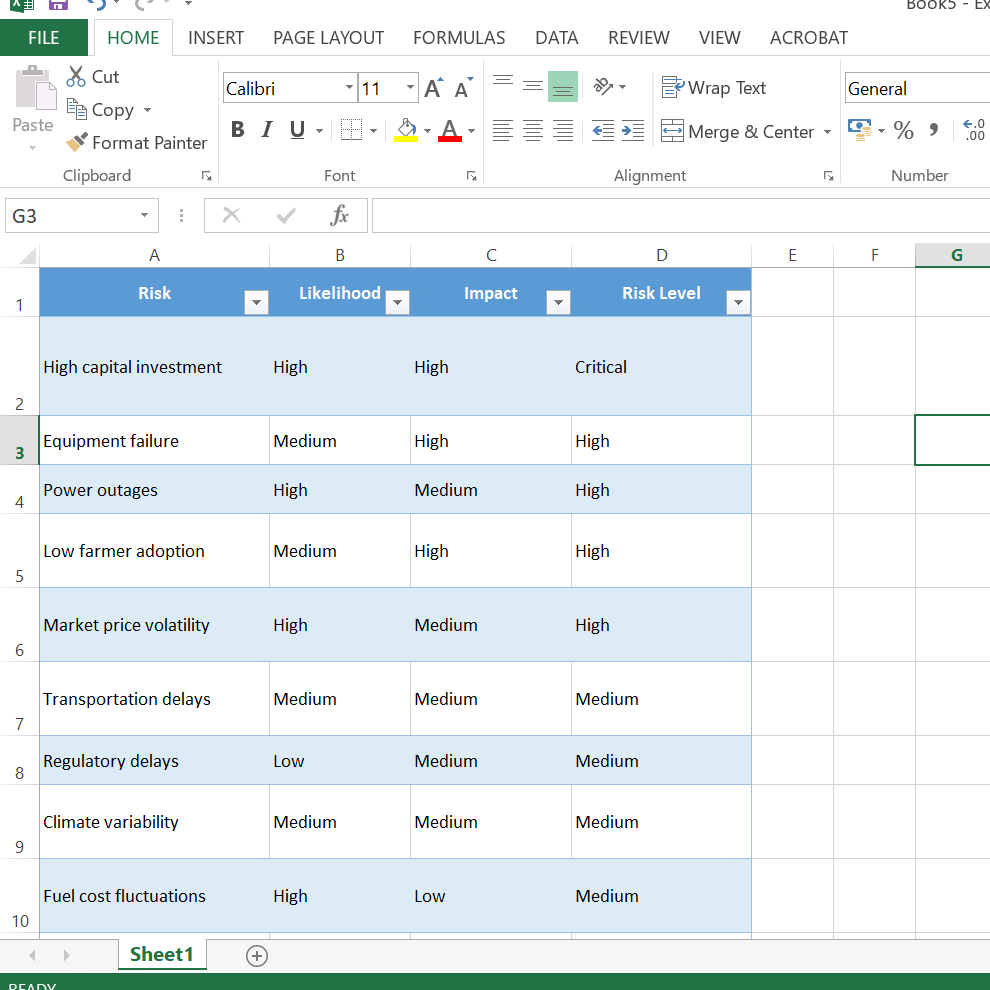 Book5 - Ex
FILE HOME INSERT PAGE LAYOUT FORMULAS DATA REVIEW VIEW ACROBAT
Cut
Calibri 11 A A Wrap Text General
Copy
Paste B I U A Merge & Center % , .0 .00
Format Painter
Clipboard Font Alignment Number
G3 fx
A B C D E F G
1 Risk Likelihood Impact Risk Level
2 High capital investment High High Critical
3 Equipment failure Medium High High
4 Power outages High Medium High
5 Low farmer adoption Medium High High
6 Market price volatility High Medium High
7 Transportation delays Medium Medium Medium
8 Regulatory delays Low Medium Medium
9 Climate variability Medium Medium Medium
10 Fuel cost fluctuations High Low Medium
Sheet1
READY